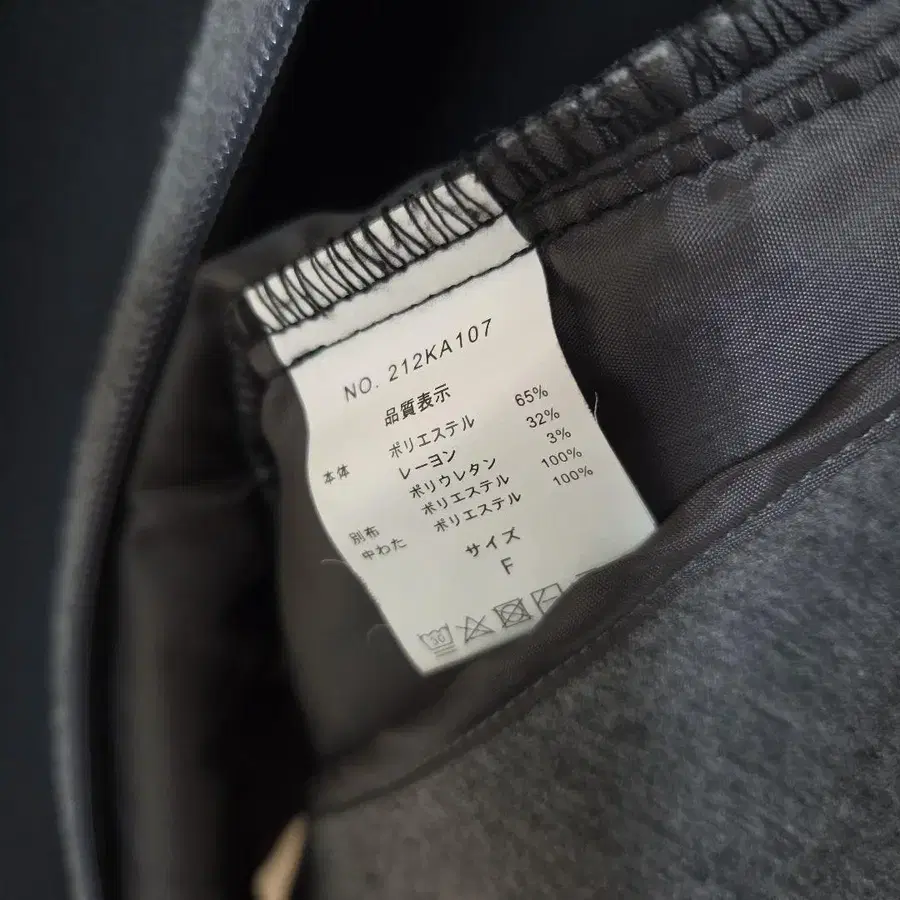 NO. 212KA107
品質表示
本体 ポリエステル 65%
レーヨン 32%
ポリウレタン 3%
別布 ポリエステル 100%
中わた ポリエステル 100%
サイズ
F
30